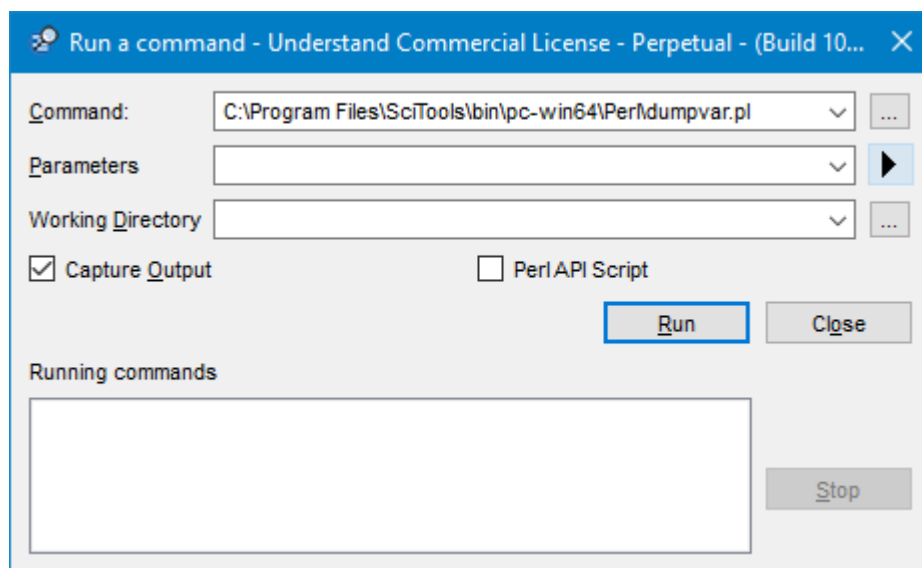 Run a command - Understand Commercial License - Perpetual - (Build 10...
Command: C:\Program Files\SciTools\bin\pc-win64\Perl\dumpvar.pl ...
Parameters
Working Directory ...
Capture Output Perl API Script
Run Close
Running commands
Stop